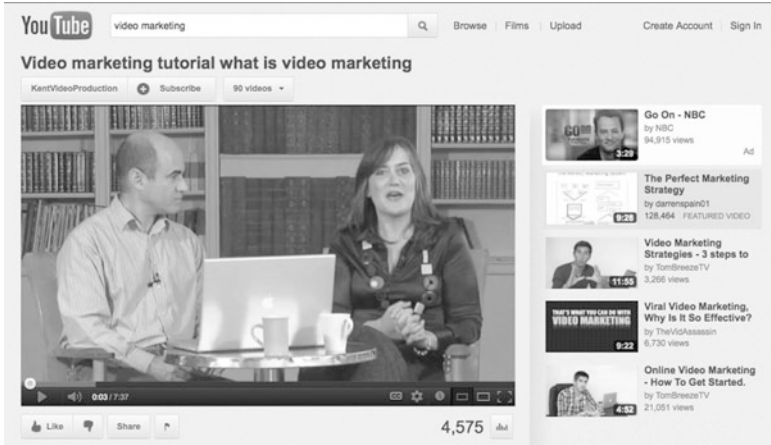 YouTube
video marketing
Browse | Films | Upload
Create Account | Sign In
Video marketing tutorial what is video marketing
KentVideoProduction
Subscribe
90 videos
0:03 / 7:37
CC
Like
Share
4,575
GO ON
3:29
Go On - NBC
by NBC
94,915 views
Ad
9:28
The Perfect Marketing
Strategy
by darrenspain01
128,464 FEATURED VIDEO
11:55
Video Marketing
Strategies - 3 steps to
by TomBreezeTV
3,266 views
THAT'S WHAT YOU CAN DO WITH
VIDEO MARKETING
9:22
Viral Video Marketing,
Why Is It So Effective?
by TheVidAssassin
6,730 views
4:52
Online Video Marketing
- How To Get Started.
by TomBreezeTV
21,051 views